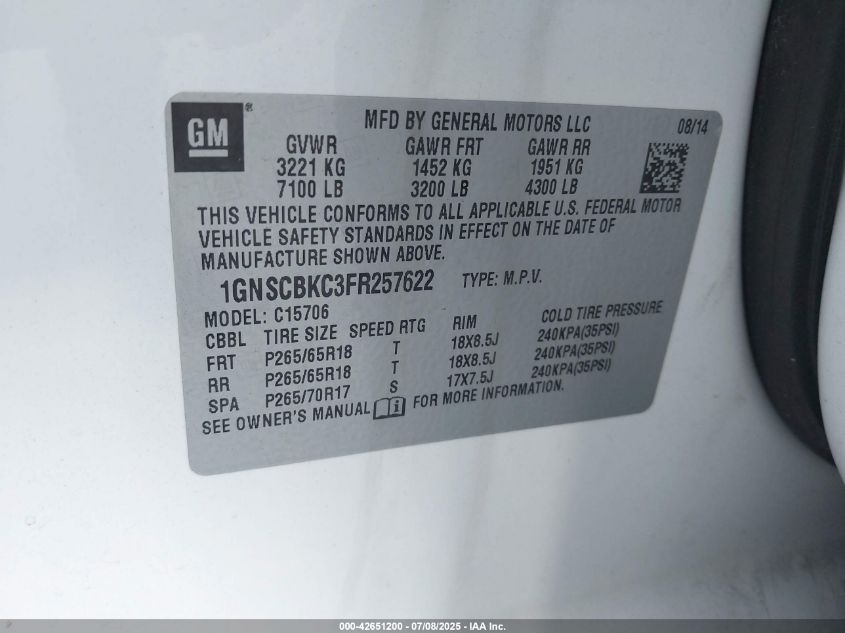 GM ®
MFD BY GENERAL MOTORS LLC 08/14
GVWR GAWR FRT GAWR RR
3221 KG 1452 KG 1951 KG
7100 LB 3200 LB 4300 LB
THIS VEHICLE CONFORMS TO ALL APPLICABLE U.S. FEDERAL MOTOR
VEHICLE SAFETY STANDARDS IN EFFECT ON THE DATE OF
MANUFACTURE SHOWN ABOVE.
1GNSCBKC3FR257622 TYPE: M.P.V.
MODEL: C15706
CBBL TIRE SIZE SPEED RTG RIM COLD TIRE PRESSURE
FRT P265/65R18 T 18X8.5J 240KPA(35PSI)
RR P265/65R18 T 18X8.5J 240KPA(35PSI)
SPA P265/70R17 S 17X7.5J 240KPA(35PSI)
SEE OWNER'S MANUAL i FOR MORE INFORMATION.
000-42651200 - 07/08/2025 - IAA Inc.